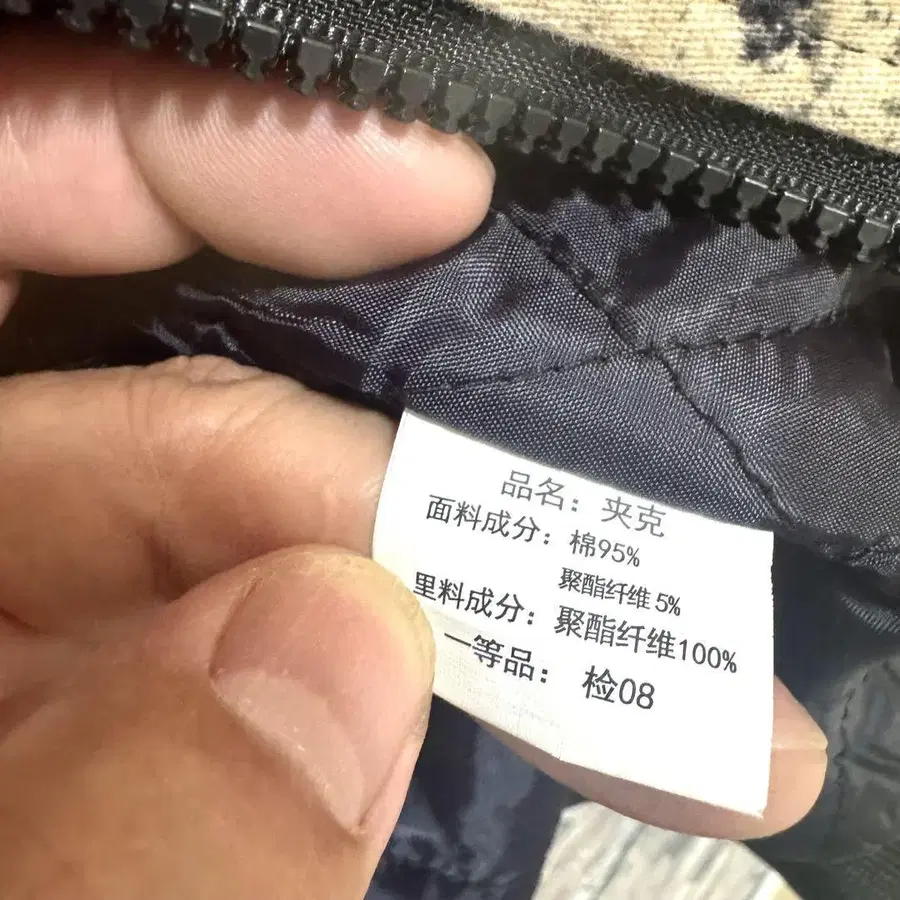 品名：夹克
面料成分：棉95%
聚酯纤维 5%
里料成分：聚酯纤维100%
一等品：检08